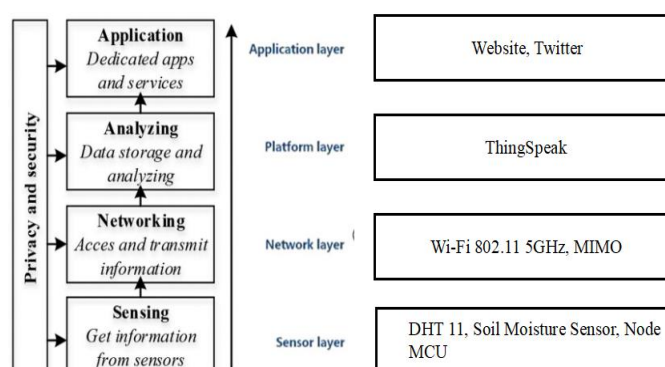 Privacy and security
Application
Dedicated apps
and services
Analyzing
Data storage and
analyzing
Networking
Acces and transmit
information
Sensing
Get information
from sensors
Application layer
Platform layer
Network layer
(
Sensor layer
Website, Twitter
ThingSpeak
Wi-Fi 802.11 5GHz, MIMO
DHT 11, Soil Moisture Sensor, Node
MCU